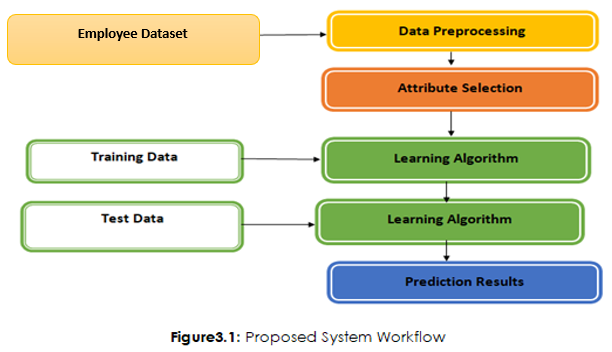 Employee Dataset
Data Preprocessing
Attribute Selection
Training Data
Learning Algorithm
Test Data
Learning Algorithm
Prediction Results
Figure3.1: Proposed System Workflow